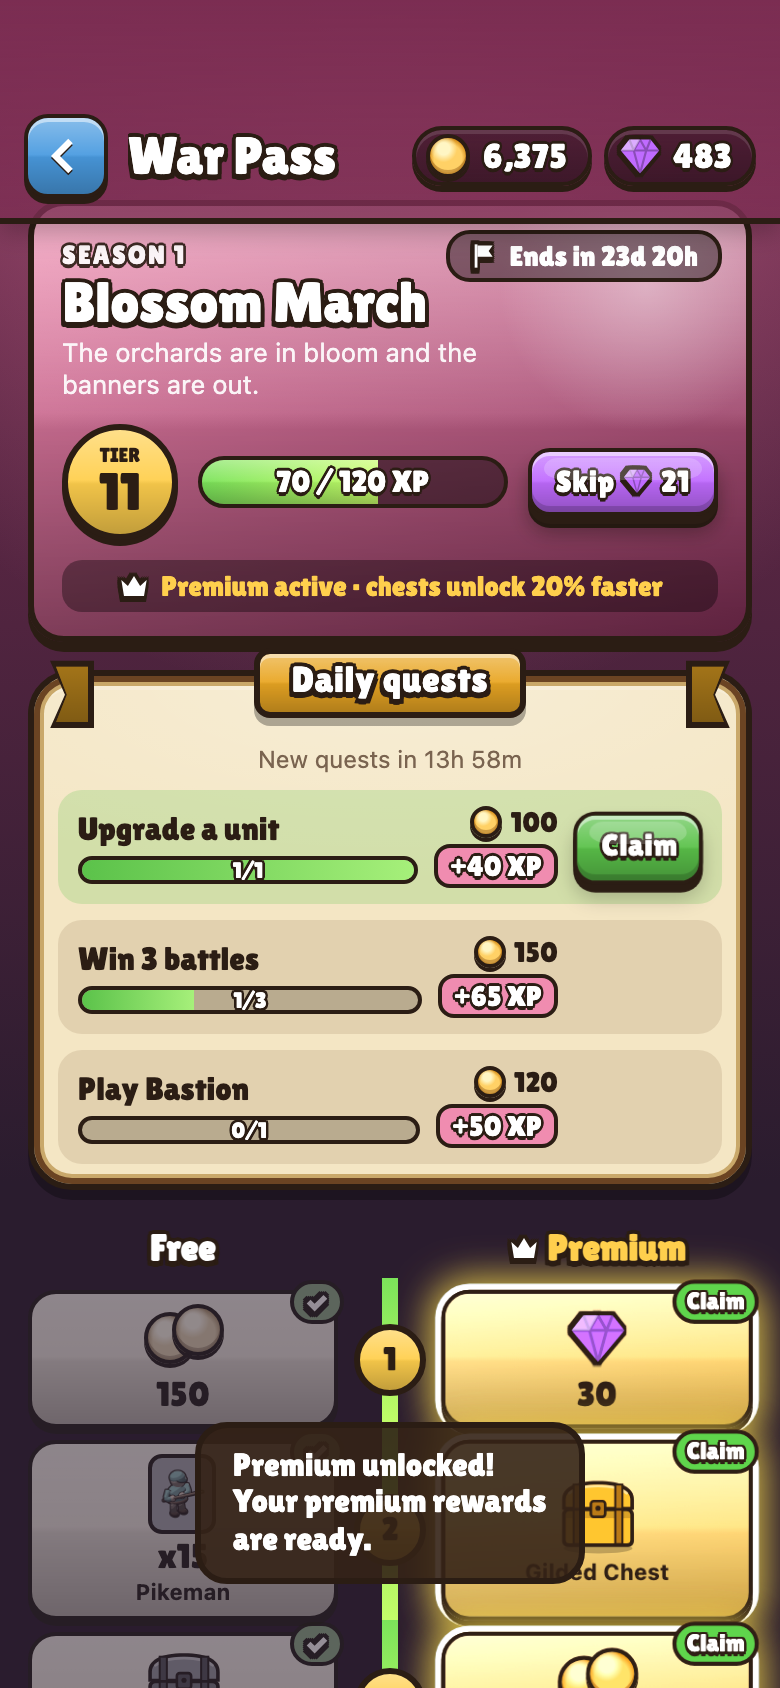 War Pass
6,375
483
SEASON 1
Ends in 23d 20h
Blossom March
The orchards are in bloom and the
banners are out.
TIER
11
70 / 120 XP
Skip 21
Premium active · chests unlock 20% faster
Daily quests
New quests in 13h 58m
Upgrade a unit
1/1
100
+40 XP
Claim
Win 3 battles
1/3
150
+65 XP
Play Bastion
0/1
120
+50 XP
Free
Premium
150
1
Claim
30
Premium unlocked!
Your premium rewards
are ready.
x15
Pikeman
2
Claim
Gilded Chest
Claim